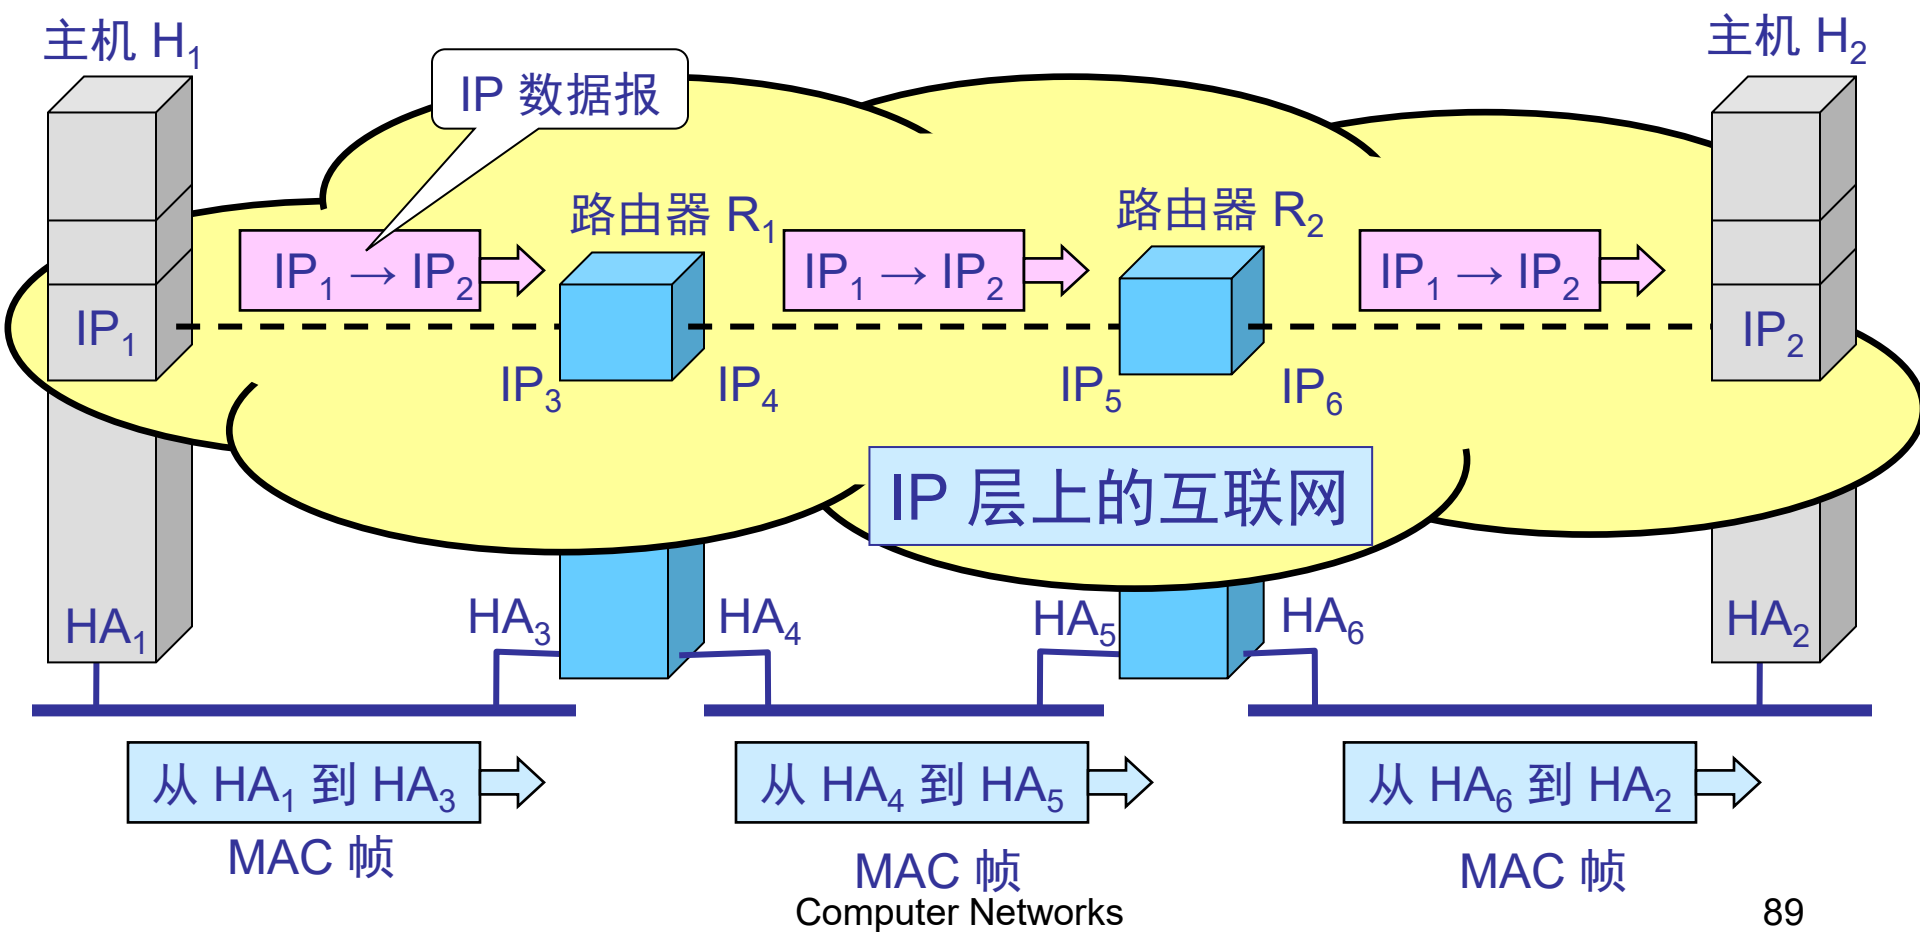 主机 H₁
主机 H₂
IP 数据报
路由器 R₁
路由器 R₂
IP₁ → IP₂
IP₁ → IP₂
IP₁ → IP₂
IP₁
IP₂
IP₃
IP₄
IP₅
IP₆
IP 层上的互联网
HA₁
HA₃
HA₄
HA₅
HA₆
HA₂
从 HA₁ 到 HA₃
从 HA₄ 到 HA₅
从 HA₆ 到 HA₂
MAC 帧
MAC 帧
MAC 帧
Computer Networks
89